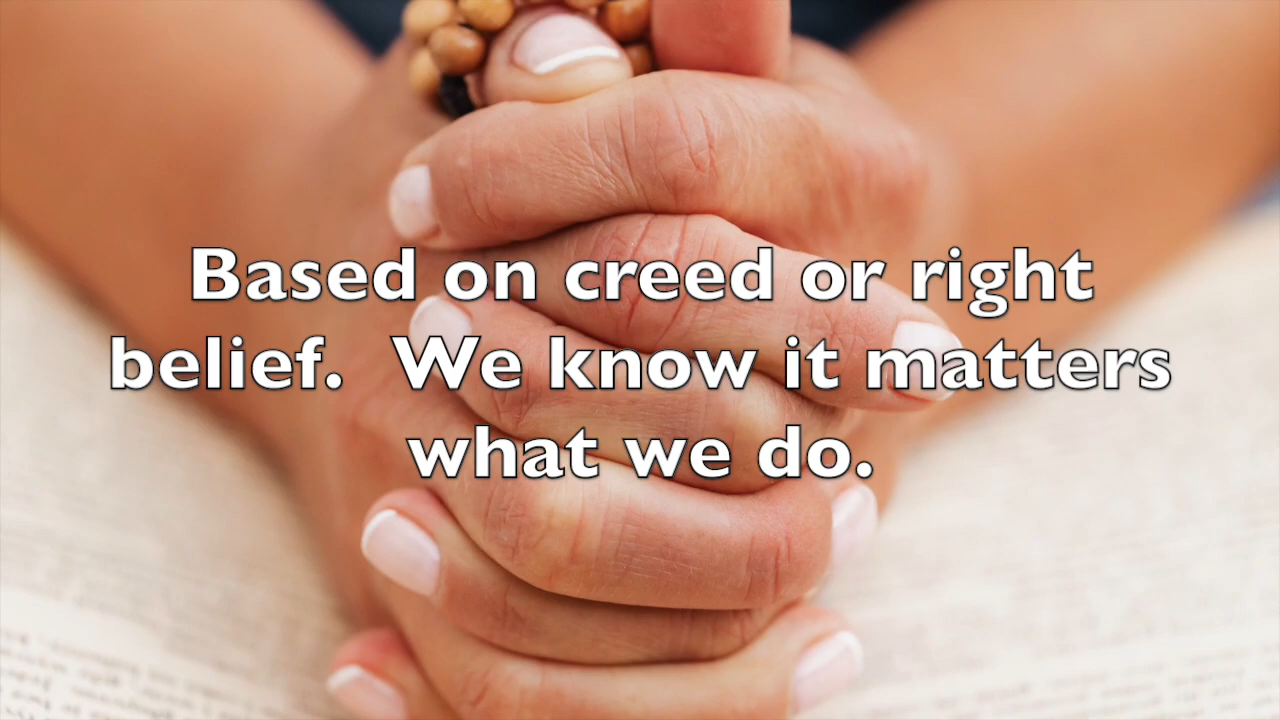 Based on creed or right
belief.  We know it matters
what we do.